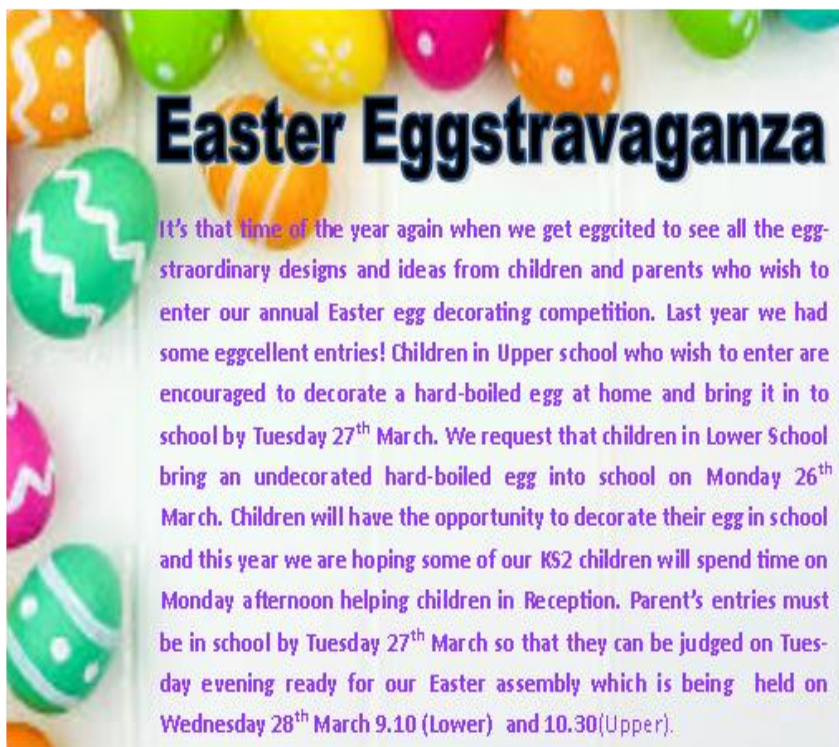 Easter Eggstravaganza
It's that time of the year again when we get eggcited to see all the egg-
straordinary designs and ideas from children and parents who wish to
enter our annual Easter egg decorating competition. Last year we had
some eggcellent entries! Children in Upper school who wish to enter are
encouraged to decorate a hard-boiled egg at home and bring it in to
school by Tuesday 27th March. We request that children in Lower School
bring an undecorated hard-boiled egg into school on Monday 26th
March. Children will have the opportunity to decorate their egg in school
and this year we are hoping some of our KS2 children will spend time on
Monday afternoon helping children in Reception. Parent's entries must
be in school by Tuesday 27th March so that they can be judged on Tues-
day evening ready for our Easter assembly which is being held on
Wednesday 28th March 9.10 (Lower) and 10.30(Upper).